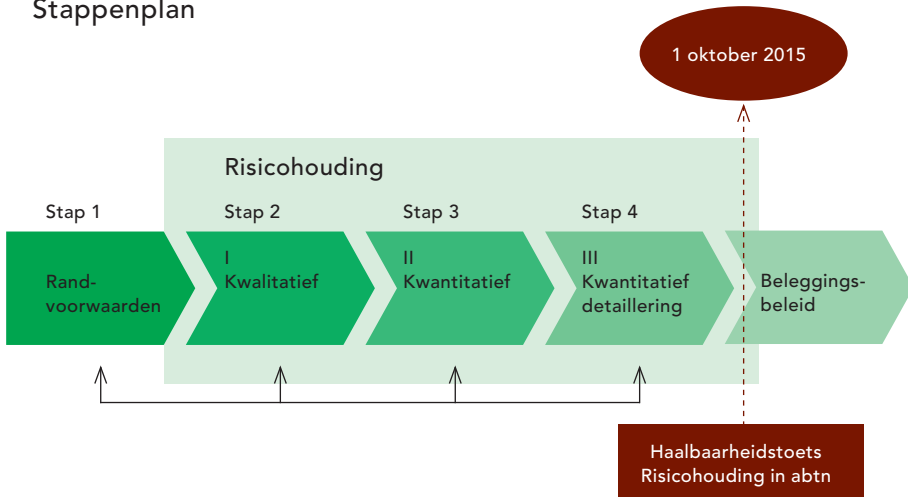 Stappenplan
1 oktober 2015
Risicohouding
Stap 1
Stap 2
Stap 3
Stap 4
Rand-
voorwaarden
I
Kwalitatief
II
Kwantitatief
III
Kwantitatief
detaillering
Beleggings-
beleid
Haalbaarheidstoets
Risicohouding in abtn